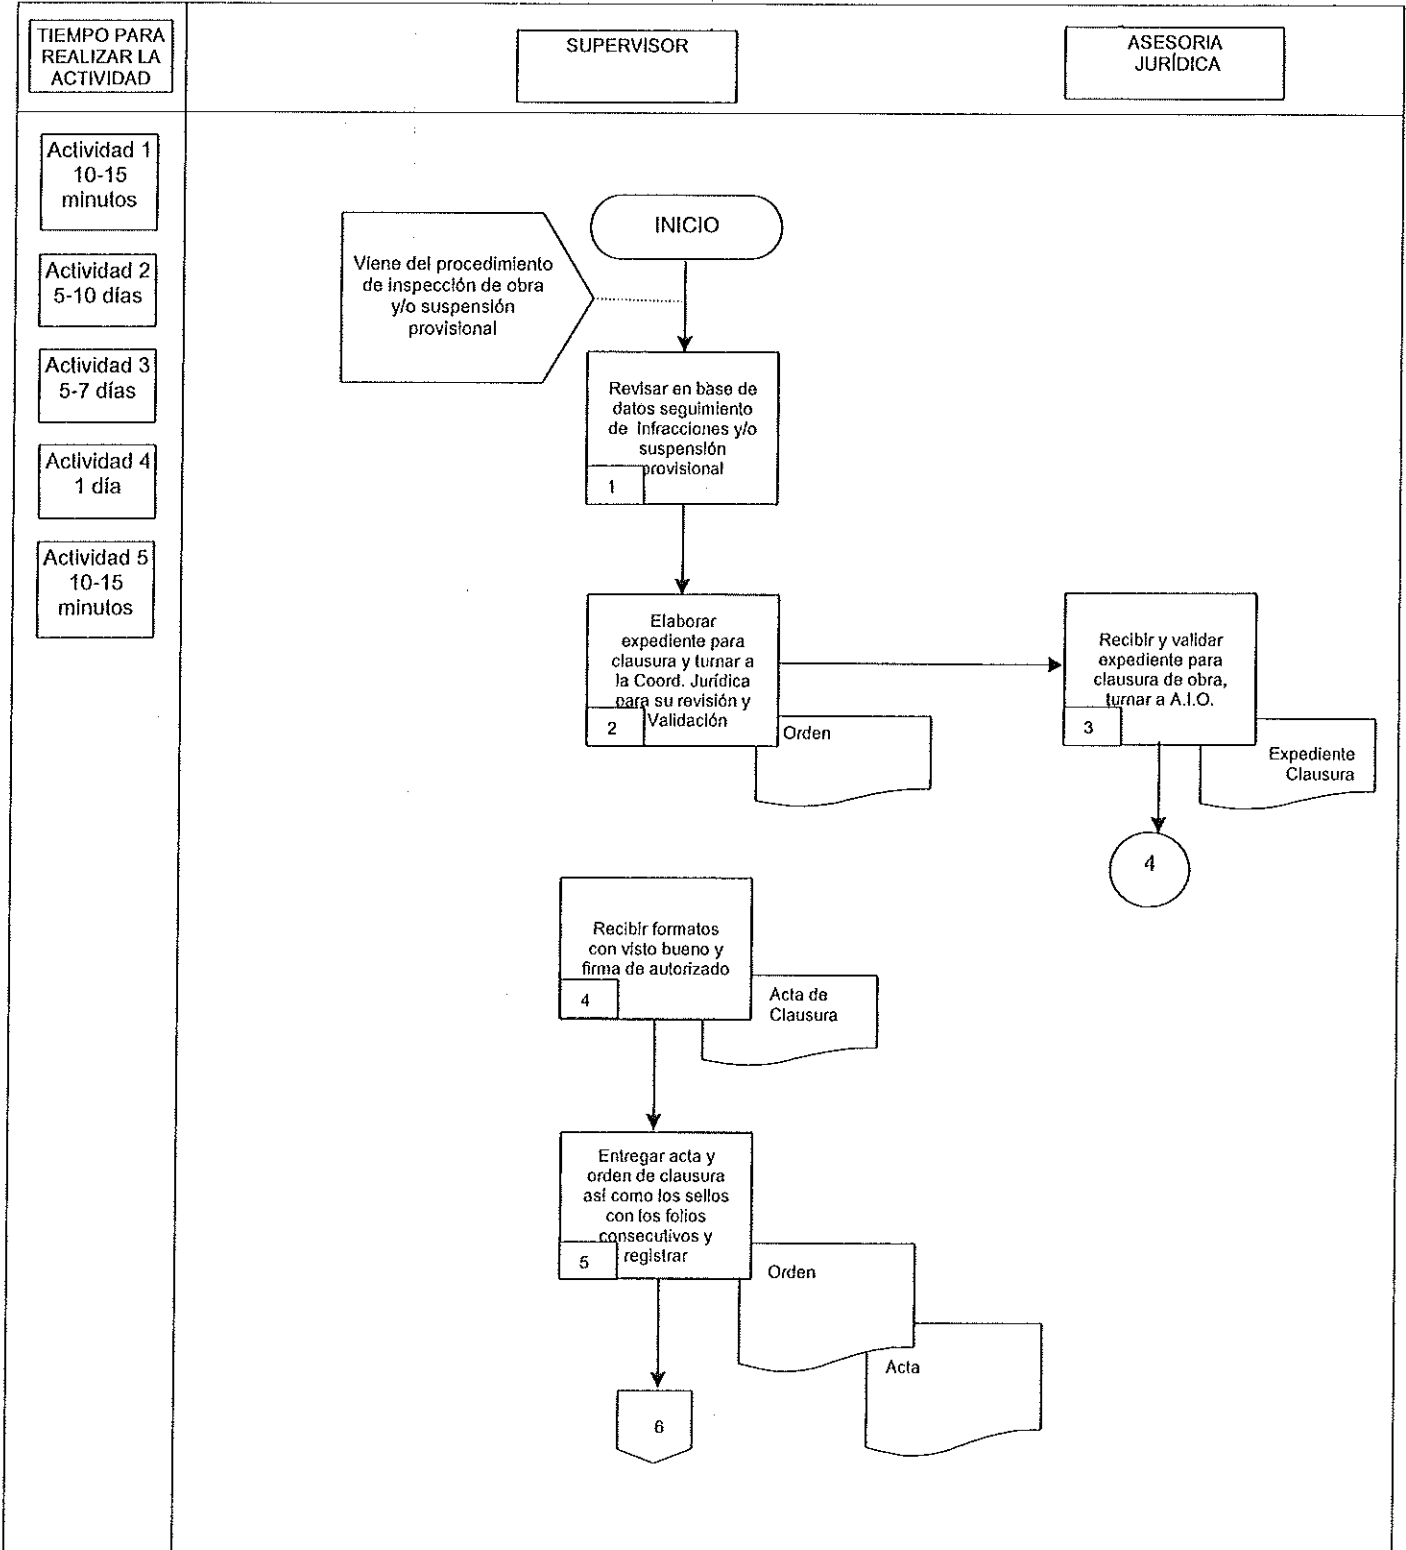 TIEMPO PARA
REALIZAR LA
ACTIVIDAD
SUPERVISOR
ASESORIA
JURÍDICA
Actividad 1
10-15
minutos
Actividad 2
5-10 días
Actividad 3
5-7 días
Actividad 4
1 día
Actividad 5
10-15
minutos
INICIO
Viene del procedimiento
de inspección de obra
y/o suspensión
provisional
Revisar en base de
datos seguimiento
de infracciones y/o
suspensión
provisional
1
Elaborar
expediente para
clausura y turnar a
la Coord. Jurídica
para su revisión y
Validación
2
Orden
Recibir y validar
expediente para
clausura de obra,
turnar a A.I.O.
3
Expediente
Clausura
4
Recibir formatos
con visto bueno y
firma de autorizado
4
Acta de
Clausura
Entregar acta y
orden de clausura
así como los sellos
con los folios
consecutivos y
registrar
5
Orden
Acta
6